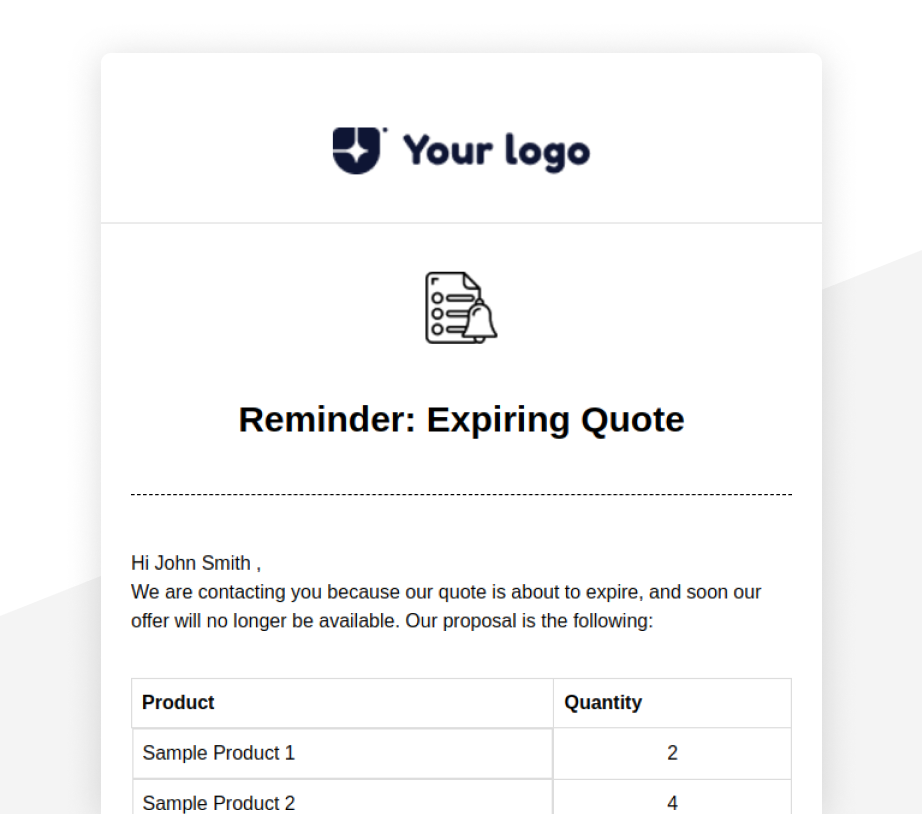 Your logo
Reminder: Expiring Quote
Hi John Smith ,
We are contacting you because our quote is about to expire, and soon our
offer will no longer be available. Our proposal is the following:
Product Quantity
Sample Product 1 2
Sample Product 2 4